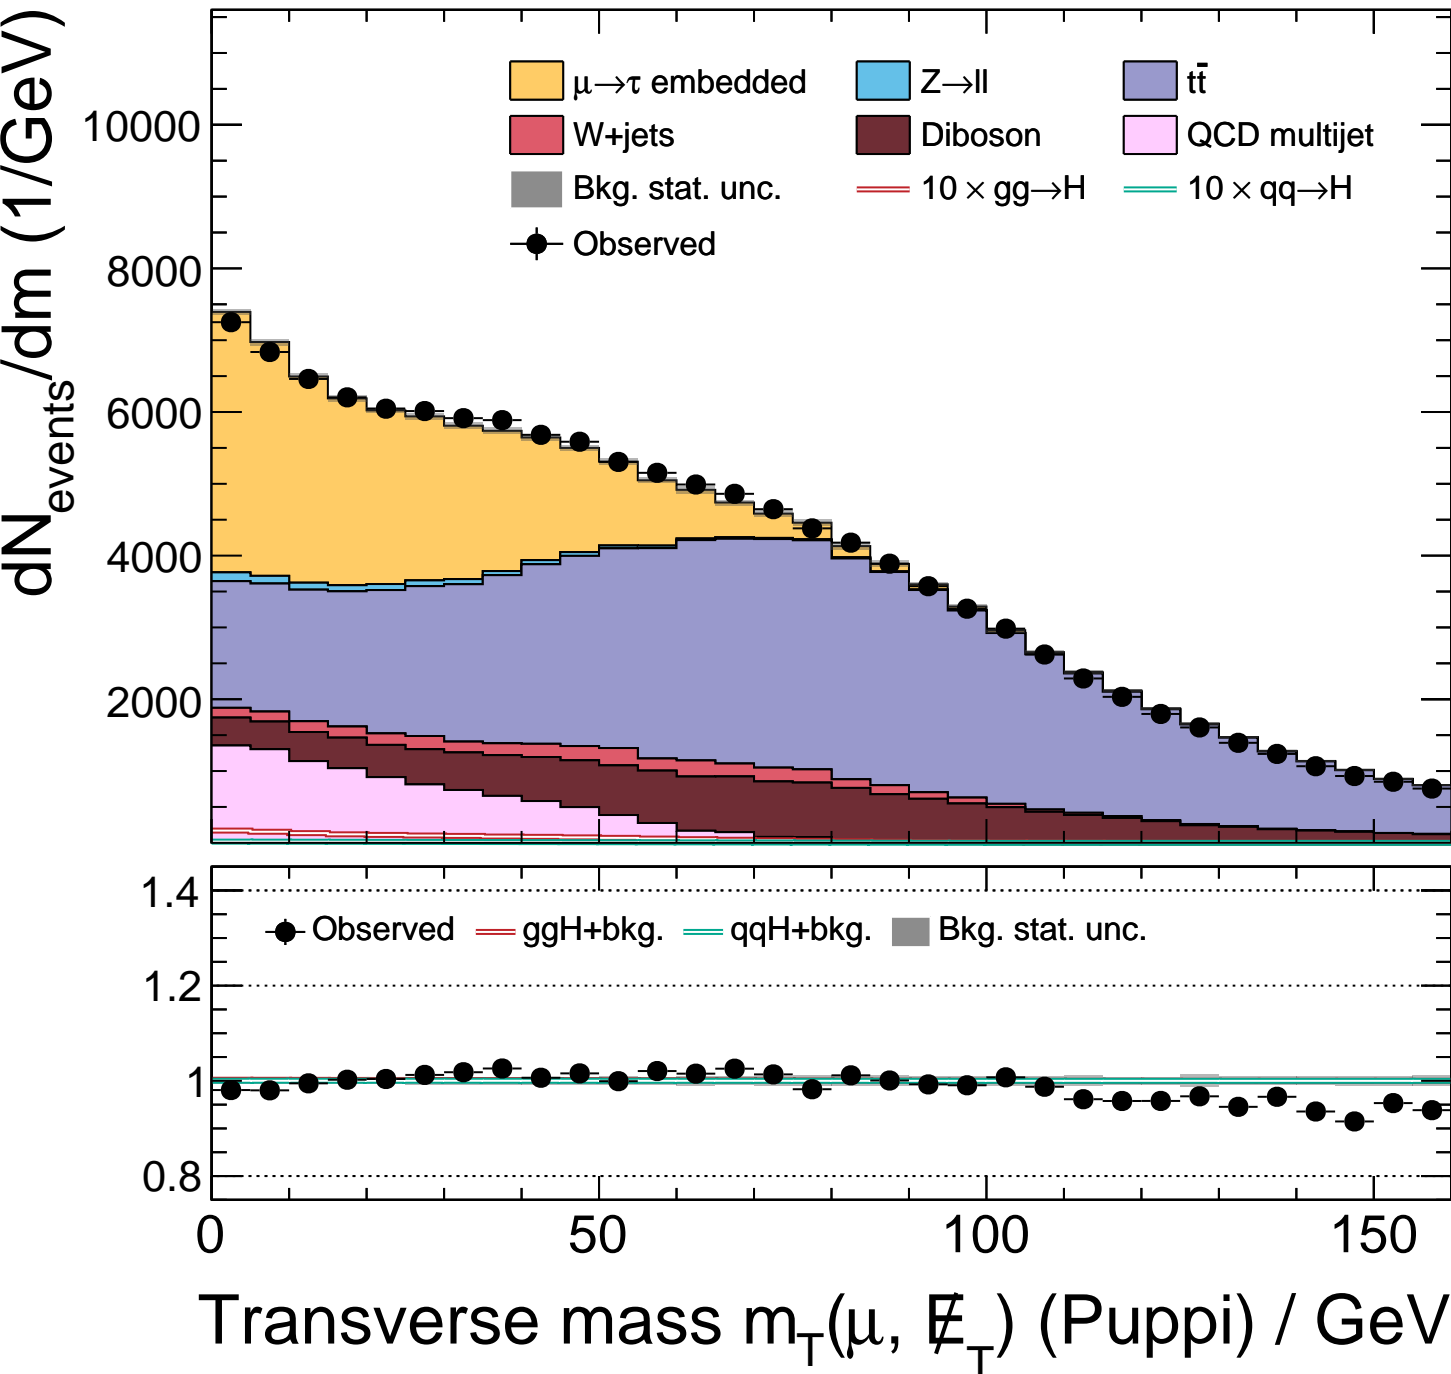 dN_events/dm (1/GeV)
10000
8000
6000
4000
2000
μ→τ embedded
Z→ll
tt̄
W+jets
Diboson
QCD multijet
Bkg. stat. unc.
10 × gg→H
10 × qq→H
Observed
1.4
1.2
1
0.8
Observed
ggH+bkg.
qqH+bkg.
Bkg. stat. unc.
0
50
100
150
Transverse mass m_T(μ, E̸_T) (Puppi) / GeV